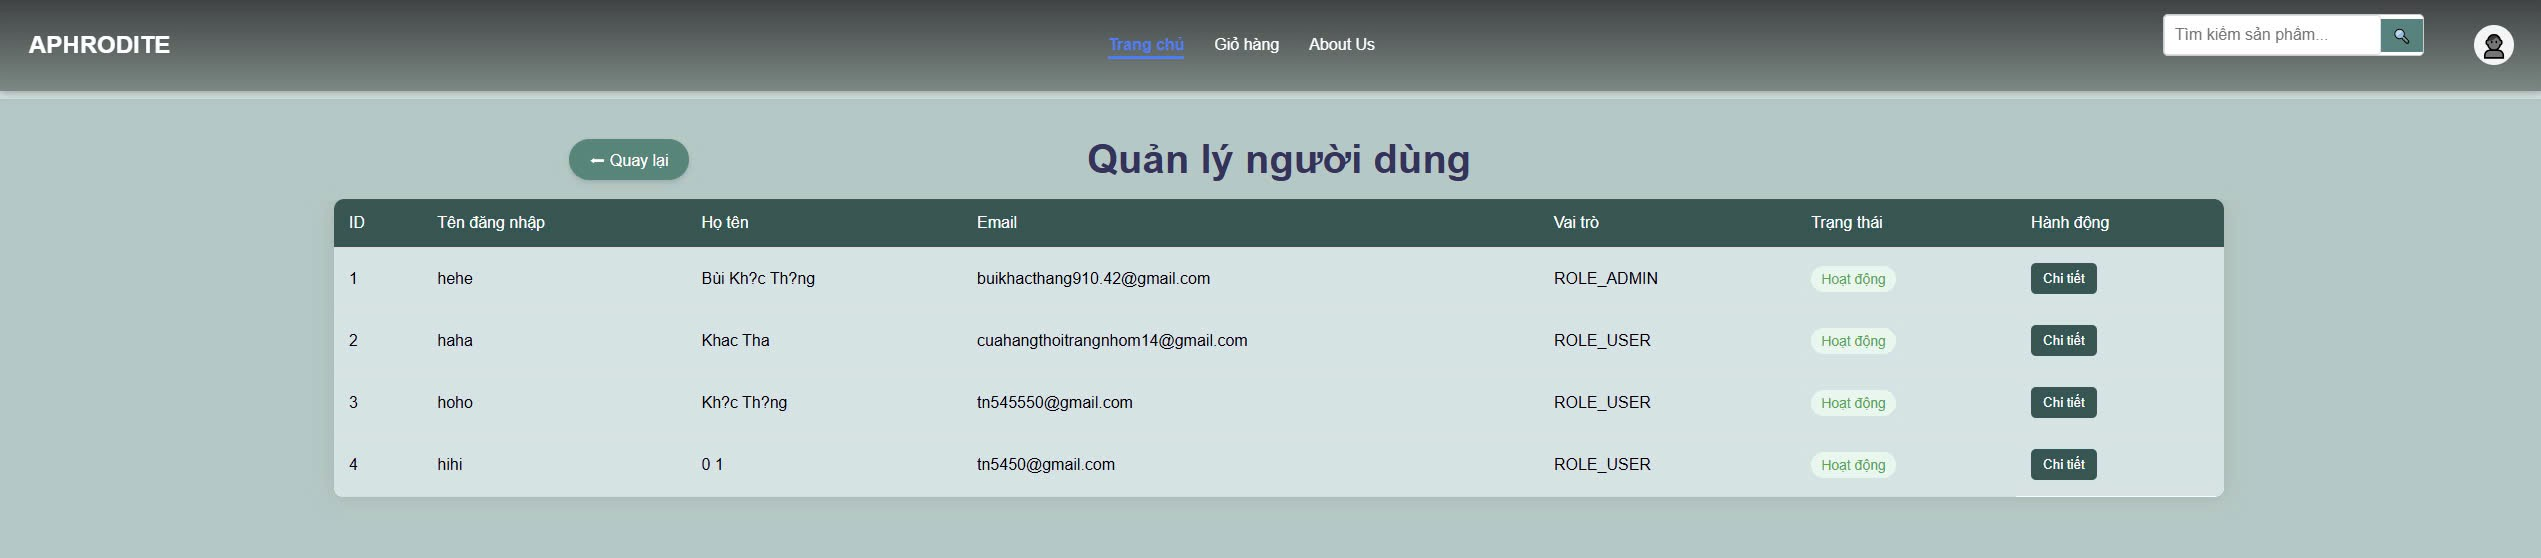 APHRODITE
Trang chủ Giỏ hàng About Us
Tìm kiếm sản phẩm...
← Quay lại
Quản lý người dùng
ID Tên đăng nhập Họ tên Email Vai trò Trạng thái Hành động
1 hehe Bùi Kh?c Th?ng buikhacthang910.42@gmail.com ROLE_ADMIN Hoạt động Chi tiết
2 haha Khac Tha cuahangthoitrangnhom14@gmail.com ROLE_USER Hoạt động Chi tiết
3 hoho Kh?c Th?ng tn545550@gmail.com ROLE_USER Hoạt động Chi tiết
4 hihi 0 1 tn5450@gmail.com ROLE_USER Hoạt động Chi tiết